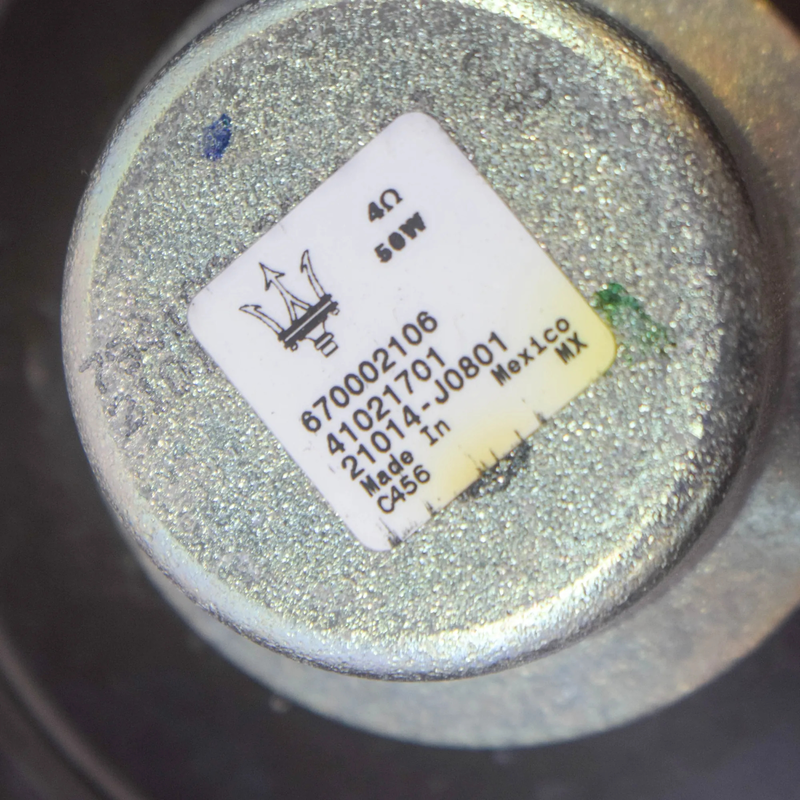 4Ω
50W
670002106
41021701
21014-J0801
Made In Mexico
C456 MX